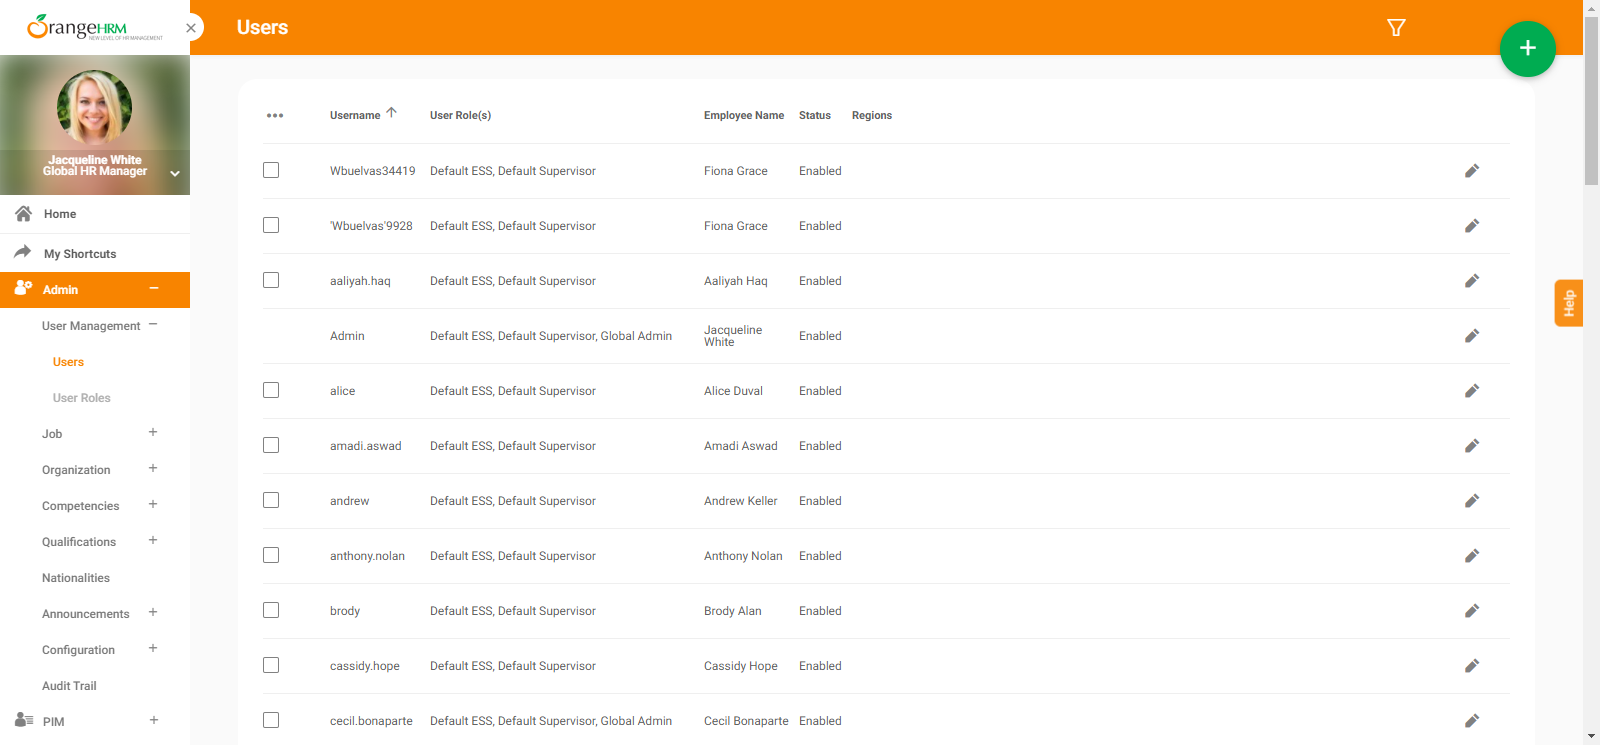 OrangeHRM
NEW LEVEL OF HR MANAGEMENT
Users
Jacqueline White
Global HR Manager
Home
My Shortcuts
Admin
User Management
Users
User Roles
Job
Organization
Competencies
Qualifications
Nationalities
Announcements
Configuration
Audit Trail
PIM
Username User Role(s) Employee Name Status Regions
Wbuelvas34419 Default ESS, Default Supervisor Fiona Grace Enabled
'Wbuelvas'9928 Default ESS, Default Supervisor Fiona Grace Enabled
aaliyah.haq Default ESS, Default Supervisor Aaliyah Haq Enabled
Admin Default ESS, Default Supervisor, Global Admin Jacqueline White Enabled
alice Default ESS, Default Supervisor Alice Duval Enabled
amadi.aswad Default ESS, Default Supervisor Amadi Aswad Enabled
andrew Default ESS, Default Supervisor Andrew Keller Enabled
anthony.nolan Default ESS, Default Supervisor Anthony Nolan Enabled
brody Default ESS, Default Supervisor Brody Alan Enabled
cassidy.hope Default ESS, Default Supervisor Cassidy Hope Enabled
cecil.bonaparte Default ESS, Default Supervisor, Global Admin Cecil Bonaparte Enabled
Help